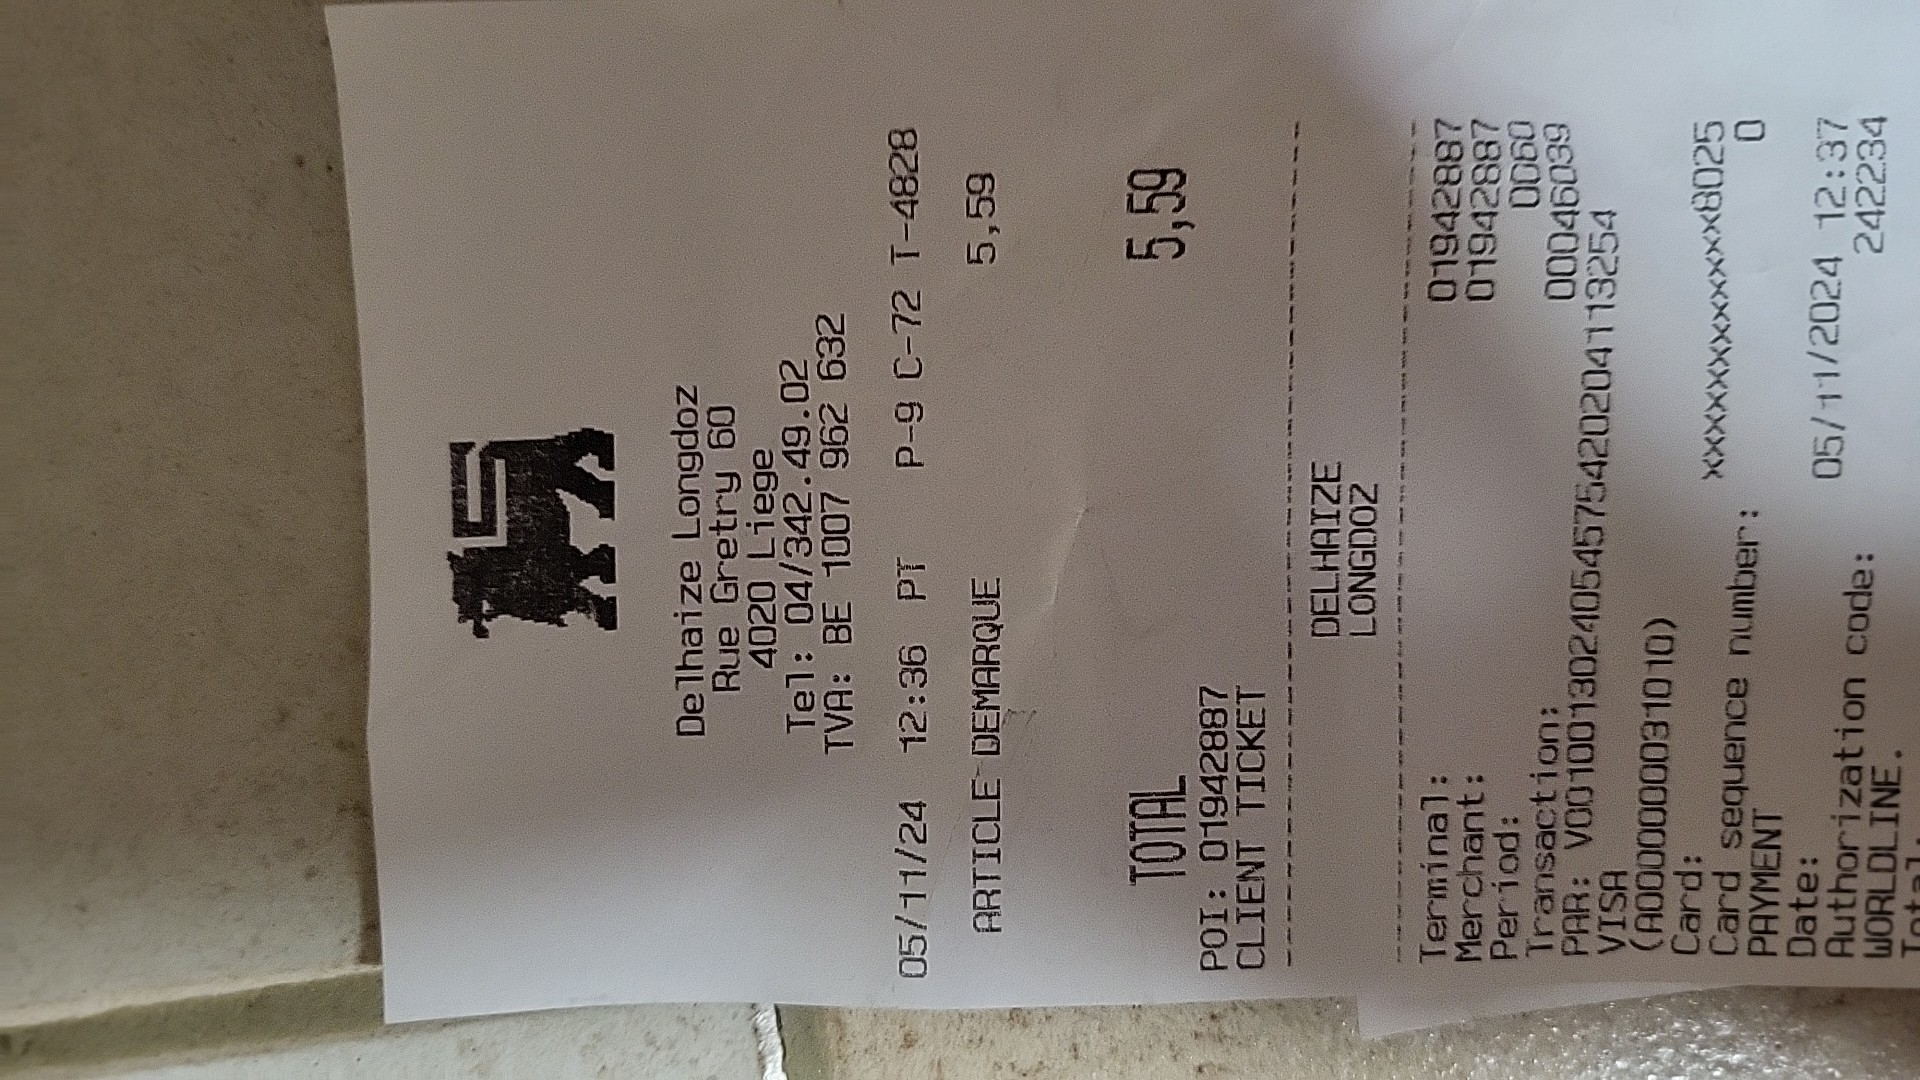 Delhaize Longdoz
Rue Gretry 60
4020 Liege
Tel: 04/342.49.02
TVA: BE 1007 962 632
05/11/24 12:36 PT P-9 C-72 T-4828
ARTICLE DEMARQUE 5,59
TOTAL 5,59
POI: 01942887
CLIENT TICKET
DELHAIZE
LONGDOZ
Terminal: 01942887
Merchant: 01942887
Period: 0060
Transaction: 00046039
PAR: V0010013024054575420204113254
VISA
(A0000000031010)
Card: xxxxxxxxxxxxxxx8025
Card sequence number: 0
PAYMENT
Date: 05/11/2024 12:37
Authorization code: 242234
WORLDLINE.